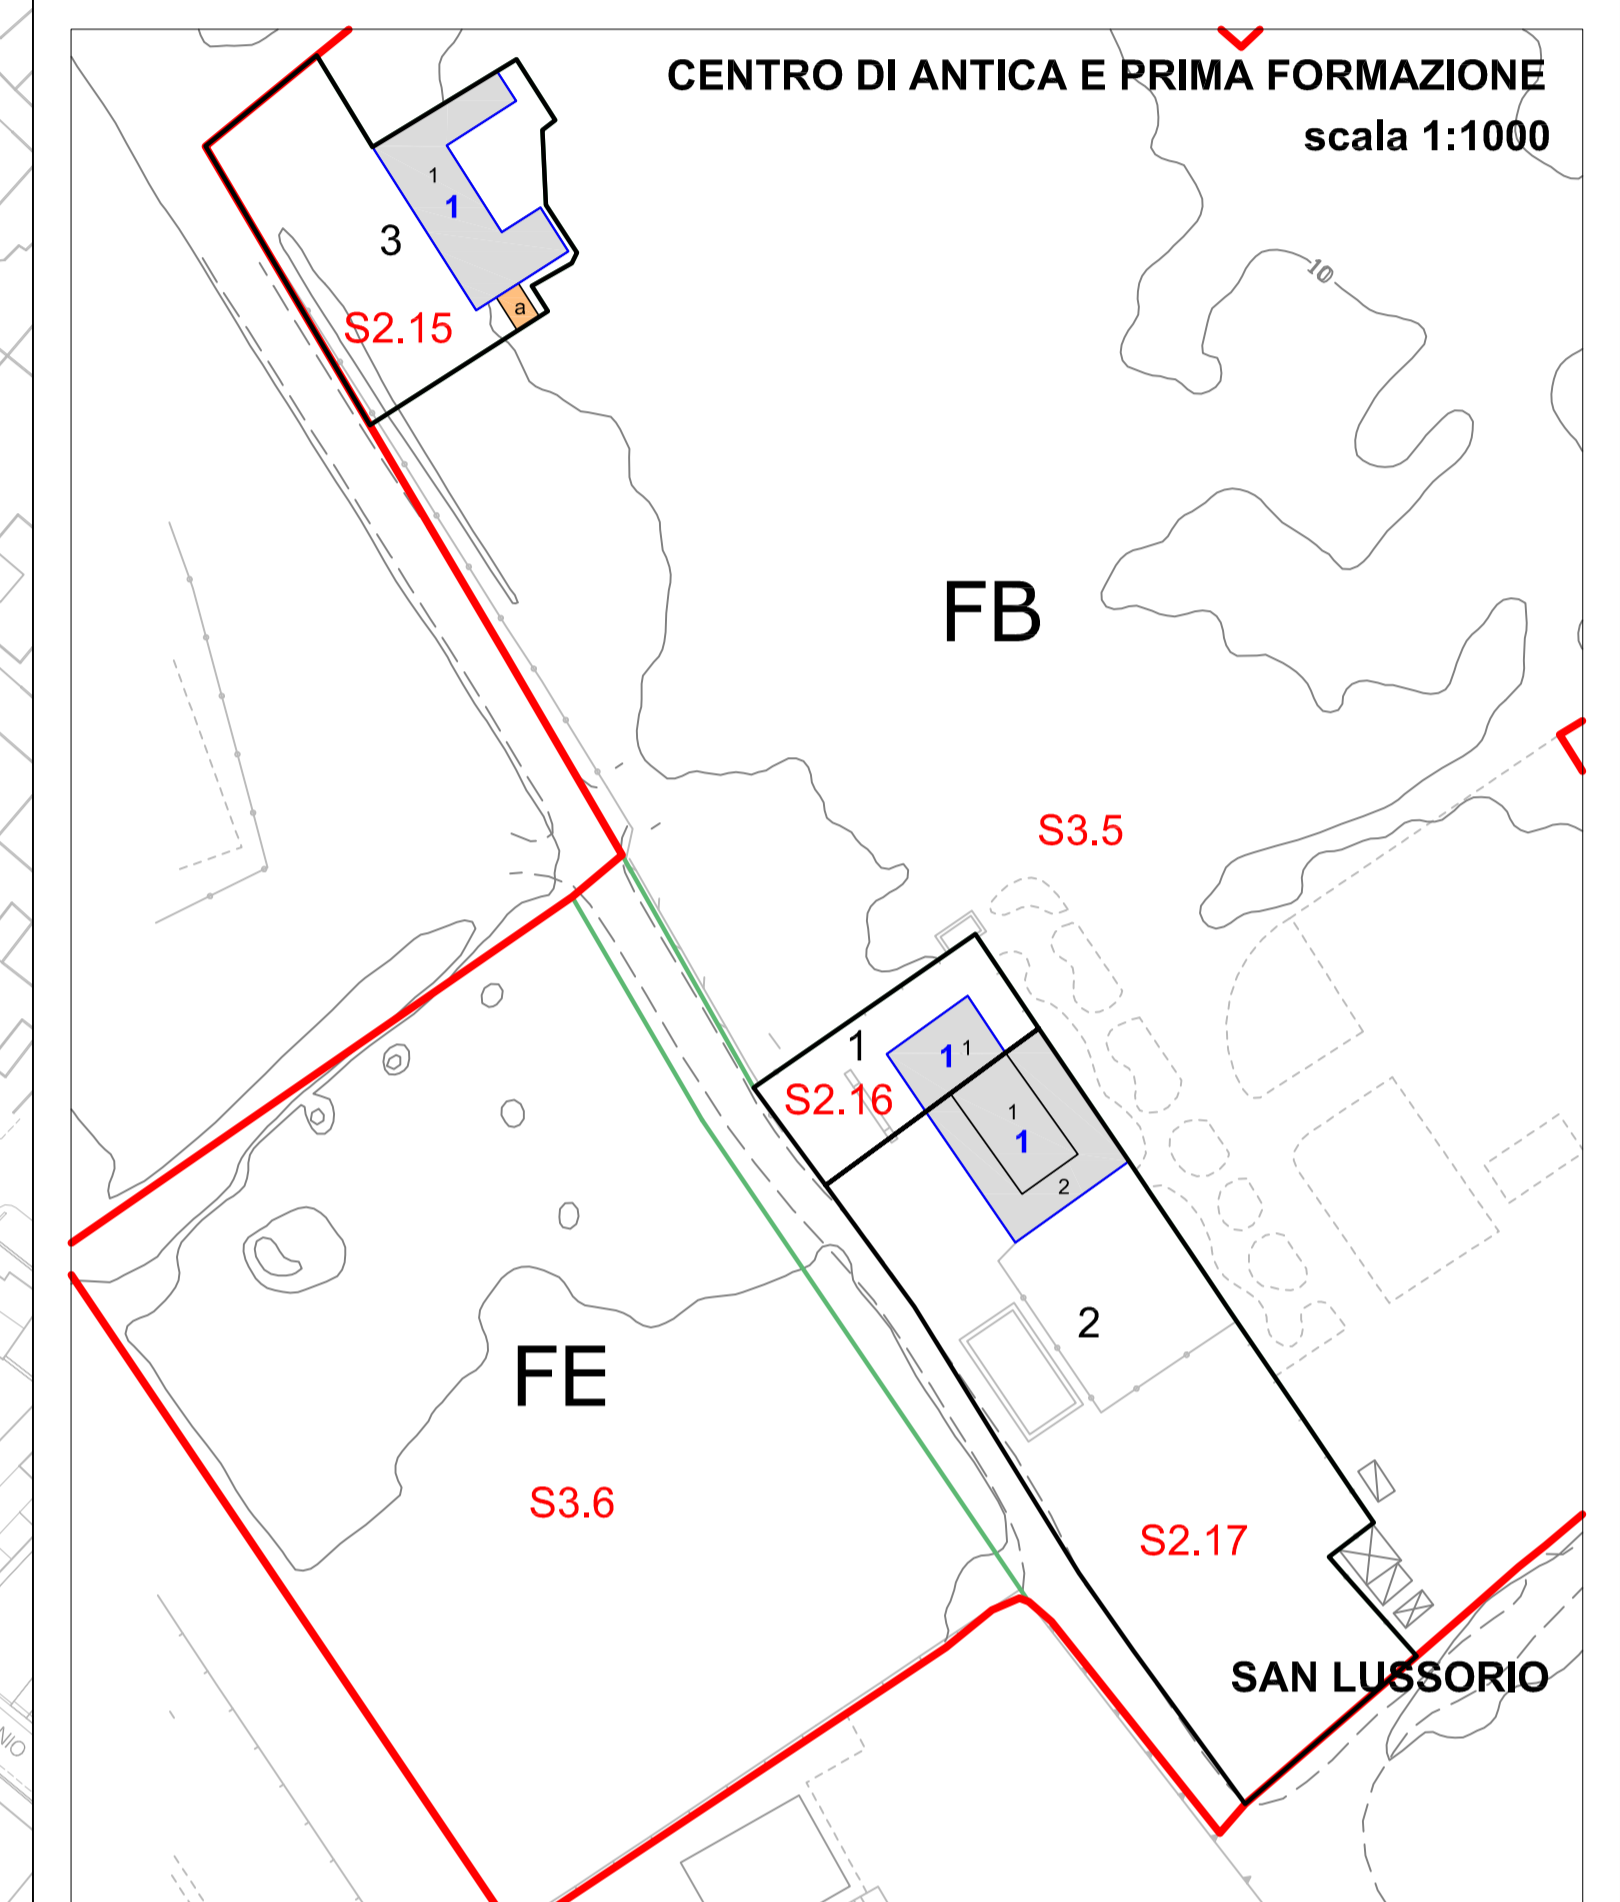 CENTRO DI ANTICA E PRIMA FORMAZIONE
scala 1:1000
1
1
3
10
a
S2.15
FB
S3.5
1
1
1
S2.16
1
1
2
2
FE
S3.6
S2.17
SAN LUSSORIO
NIO